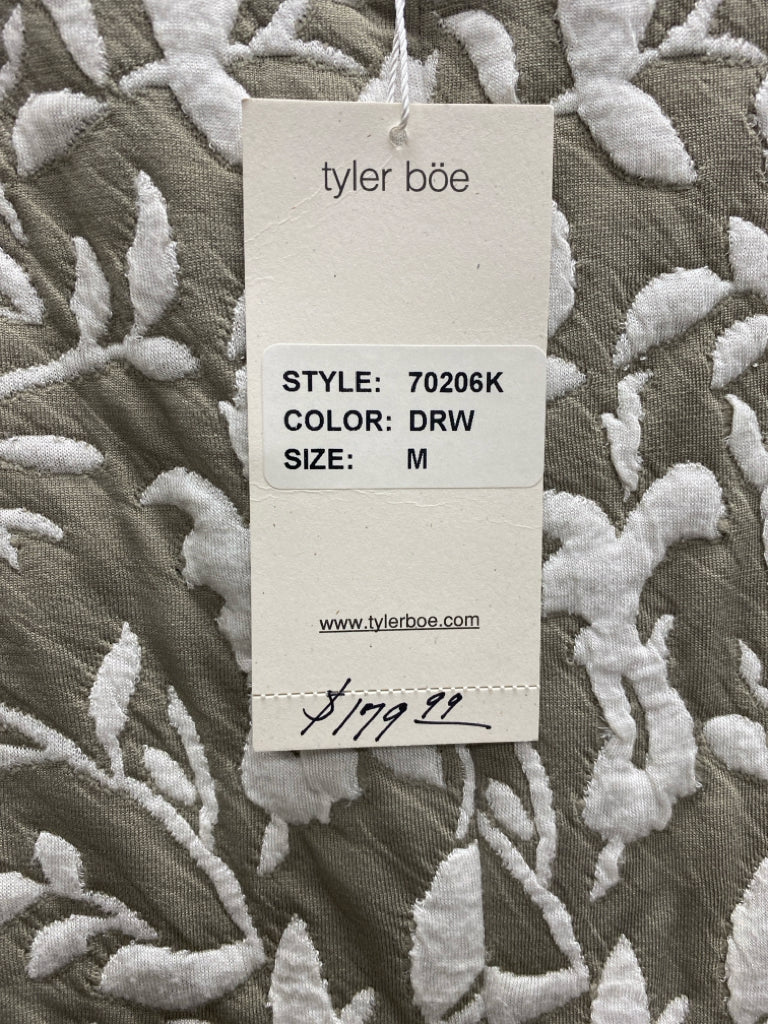 tyler böe
STYLE: 70206K
COLOR: DRW
SIZE: M
www.tylerboe.com
$179 99